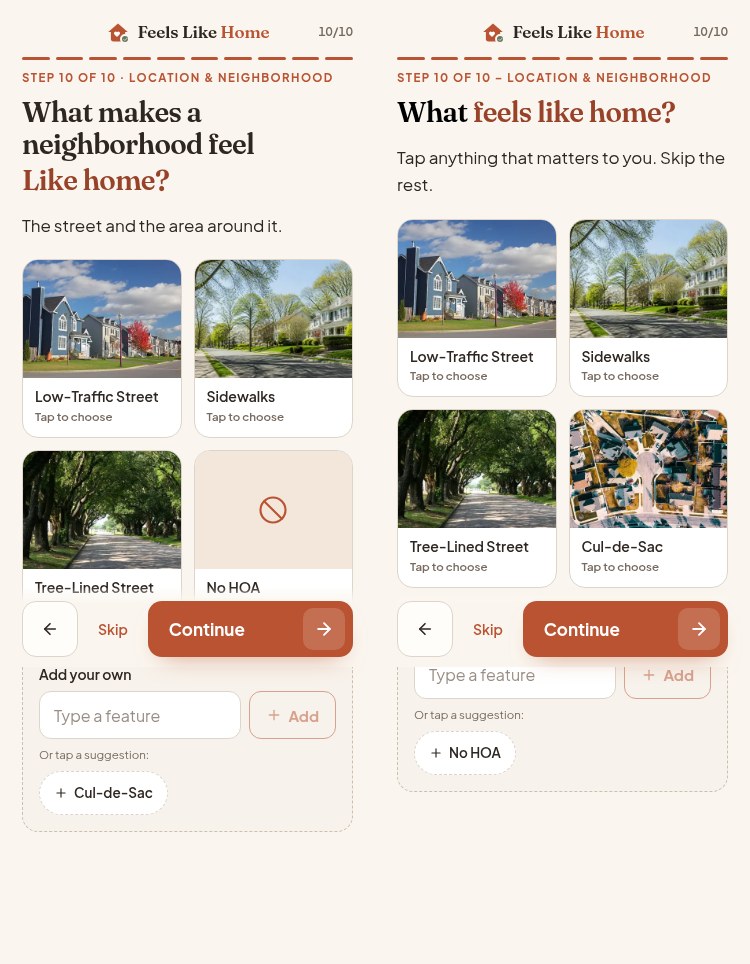 Feels Like Home
10/10
STEP 10 OF 10 · LOCATION & NEIGHBORHOOD
What makes a
neighborhood feel
Like home?
The street and the area around it.
Low-Traffic Street
Tap to choose
Sidewalks
Tap to choose
Tree-Lined Street
No HOA
Skip
Continue
Add your own
Type a feature
+ Add
Or tap a suggestion:
+ Cul-de-Sac
Feels Like Home
10/10
STEP 10 OF 10 – LOCATION & NEIGHBORHOOD
What feels like home?
Tap anything that matters to you. Skip the
rest.
Low-Traffic Street
Tap to choose
Sidewalks
Tap to choose
Tree-Lined Street
Tap to choose
Cul-de-Sac
Tap to choose
Skip
Continue
Type a feature
+ Add
Or tap a suggestion:
+ No HOA